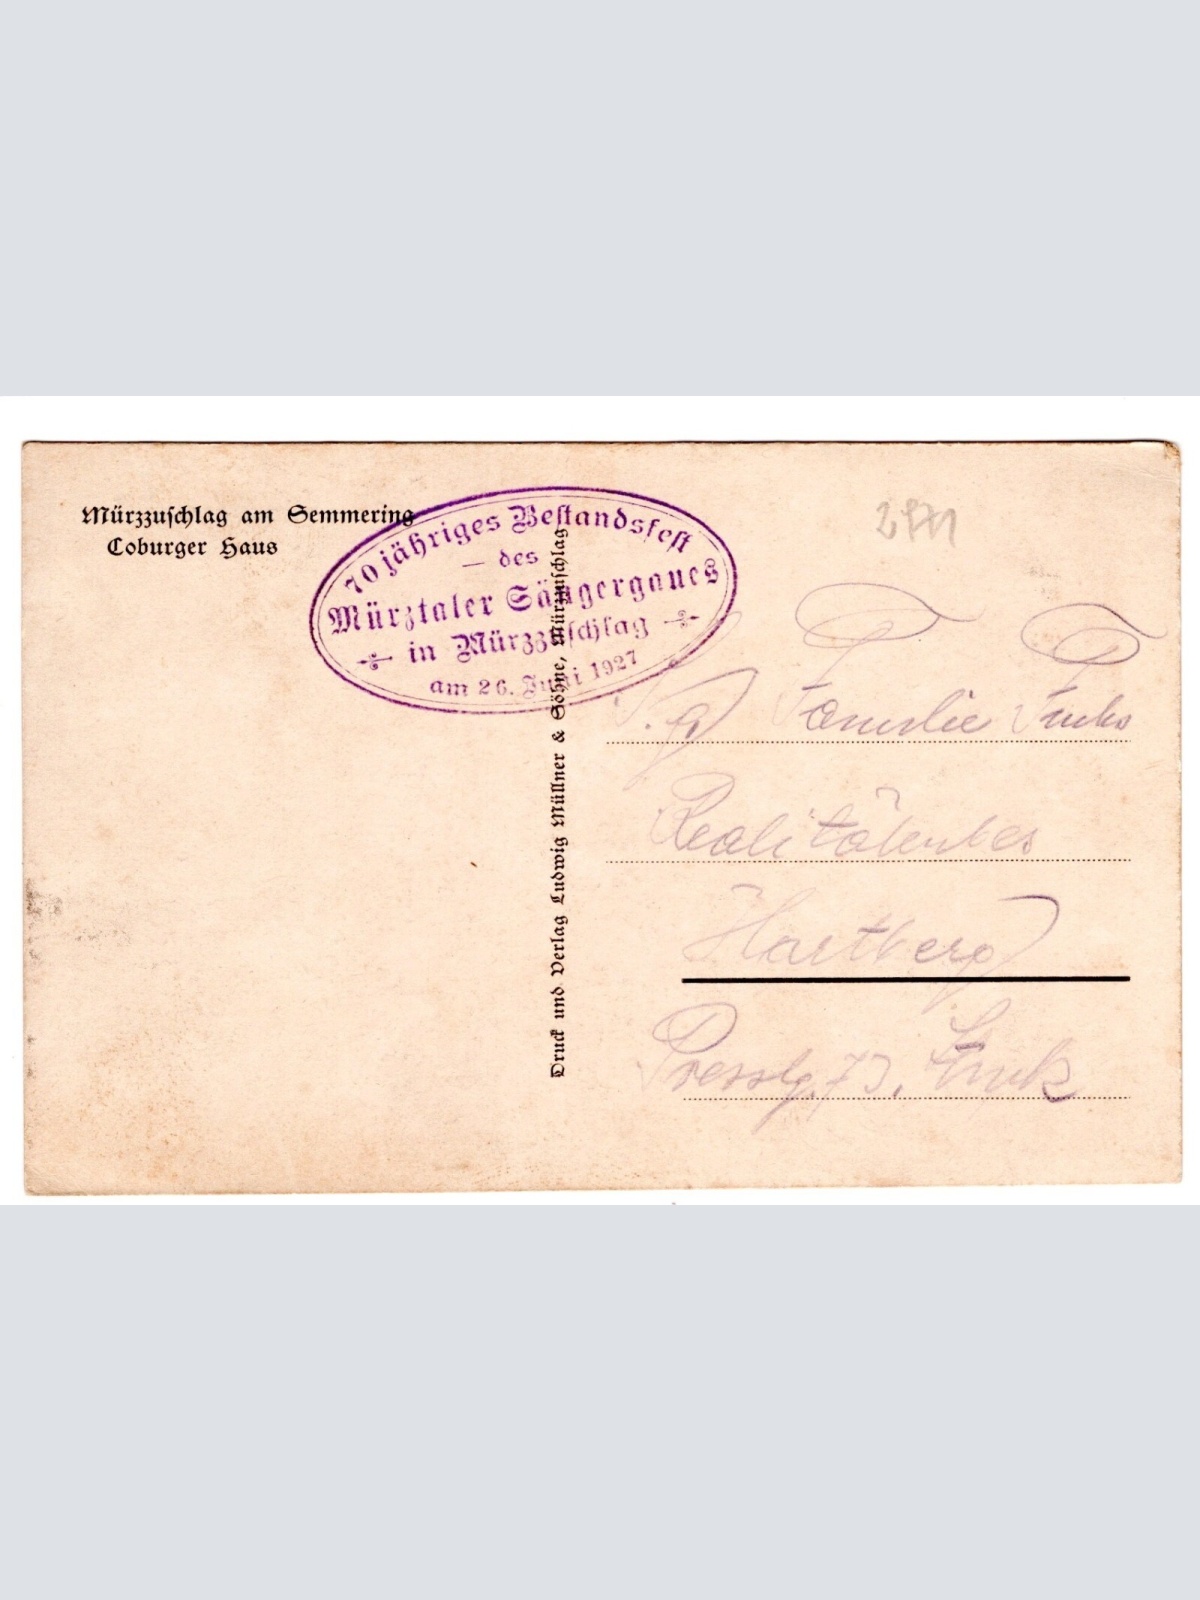 Mürzzuschlag am Semmering
Coburger Haus
70 jähriges Bestandsfest
— des
Mürztaler Sängergaues
in Mürzzuschlag
am 26. Juni 1927
Druck und Verlag Ludwig Müllner & Söhne, Mürzzuschlag
Familie Fuchs
Realitätenbes
Hartberg